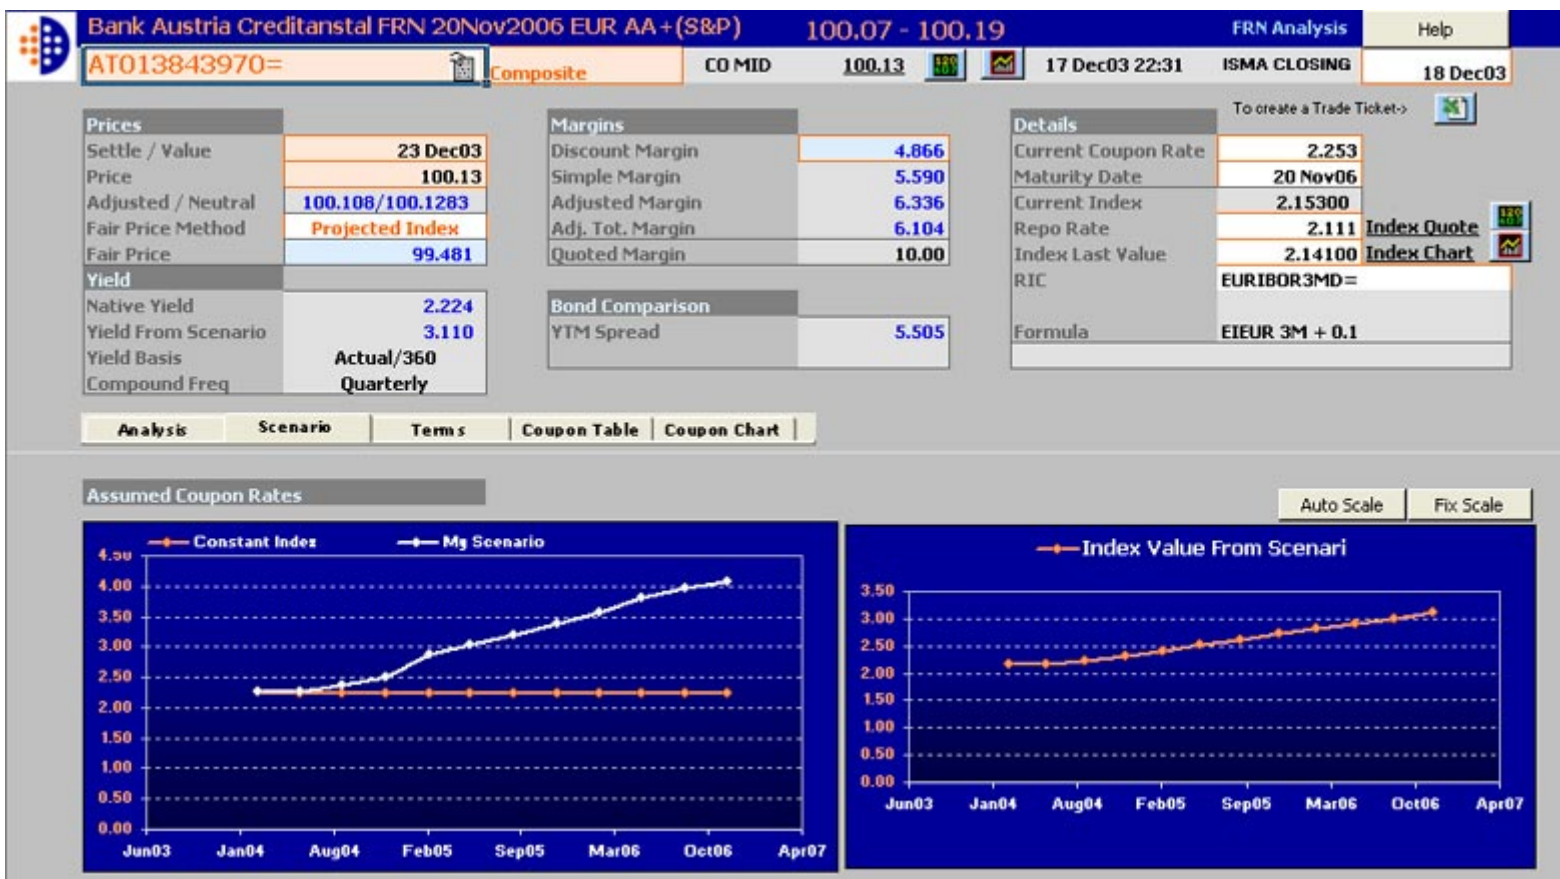 Bank Austria Creditanstal FRN 20Nov2006 EUR AA+(S&P) 100.07 - 100.19 FRN Analysis Help
AT013843970= Composite CO MID 100.13 17 Dec03 22:31 ISMA CLOSING 18 Dec03
To create a Trade Ticket->
Prices Margins Details
Settle / Value 23 Dec03 Discount Margin 4.866 Current Coupon Rate 2.253
Price 100.13 Simple Margin 5.590 Maturity Date 20 Nov06
Adjusted / Neutral 100.108/100.1283 Adjusted Margin 6.336 Current Index 2.15300
Fair Price Method Projected Index Adj. Tot. Margin 6.104 Repo Rate 2.111 Index Quote
Fair Price 99.481 Quoted Margin 10.00 Index Last Value 2.14100 Index Chart
Yield RIC EURIBOR3MD=
Native Yield 2.224 Bond Comparison
Yield From Scenario 3.110 YTM Spread 5.505 Formula EIEUR 3M + 0.1
Yield Basis Actual/360
Compound Freq Quarterly
Analysis Scenario Terms Coupon Table Coupon Chart
Assumed Coupon Rates Auto Scale Fix Scale
Constant Index My Scenario
4.50
4.00
3.50
3.00
2.50
2.00
1.50
1.00
0.50
0.00
Jun03 Jan04 Aug04 Feb05 Sep05 Mar06 Oct06 Apr07
Index Value From Scenari
3.50
3.00
2.50
2.00
1.50
1.00
0.50
0.00
Jun03 Jan04 Aug04 Feb05 Sep05 Mar06 Oct06 Apr07